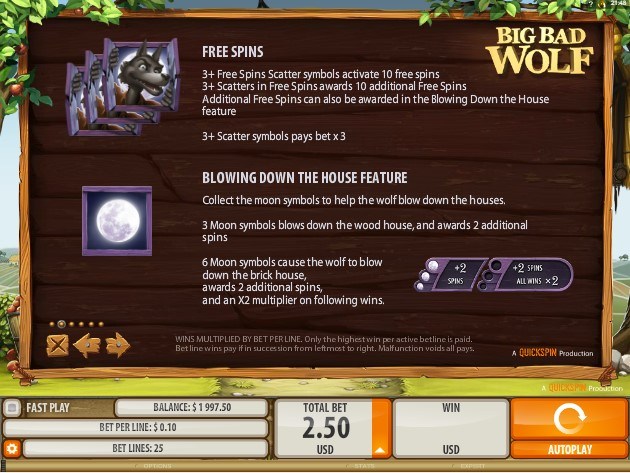 21:48
BIG BAD
WOLF
FREE SPINS
3+ Free Spins Scatter symbols activate 10 free spins
3+ Scatters in Free Spins awards 10 additional Free Spins
Additional Free Spins can also be awarded in the Blowing Down the House
feature
3+ Scatter symbols pays bet x 3
BLOWING DOWN THE HOUSE FEATURE
Collect the moon symbols to help the wolf blow down the houses.
3 Moon symbols blows down the wood house, and awards 2 additional
spins
6 Moon symbols cause the wolf to blow
down the brick house,
awards 2 additional spins,
and an X2 multiplier on following wins.
+2
SPINS
+2 SPINS
ALL WINS x2
WINS MULTIPLIED BY BET PER LINE. Only the highest win per active betline is paid.
Bet line wins pay if in succession from leftmost to right. Malfunction voids all pays.
A QUICKSPIN Production
A QUICKSPIN Production
FAST PLAY
BALANCE: $ 1 997.50
BET PER LINE: $ 0.10
BET LINES: 25
TOTAL BET
2.50
USD
WIN
USD
AUTOPLAY
OPTIONS